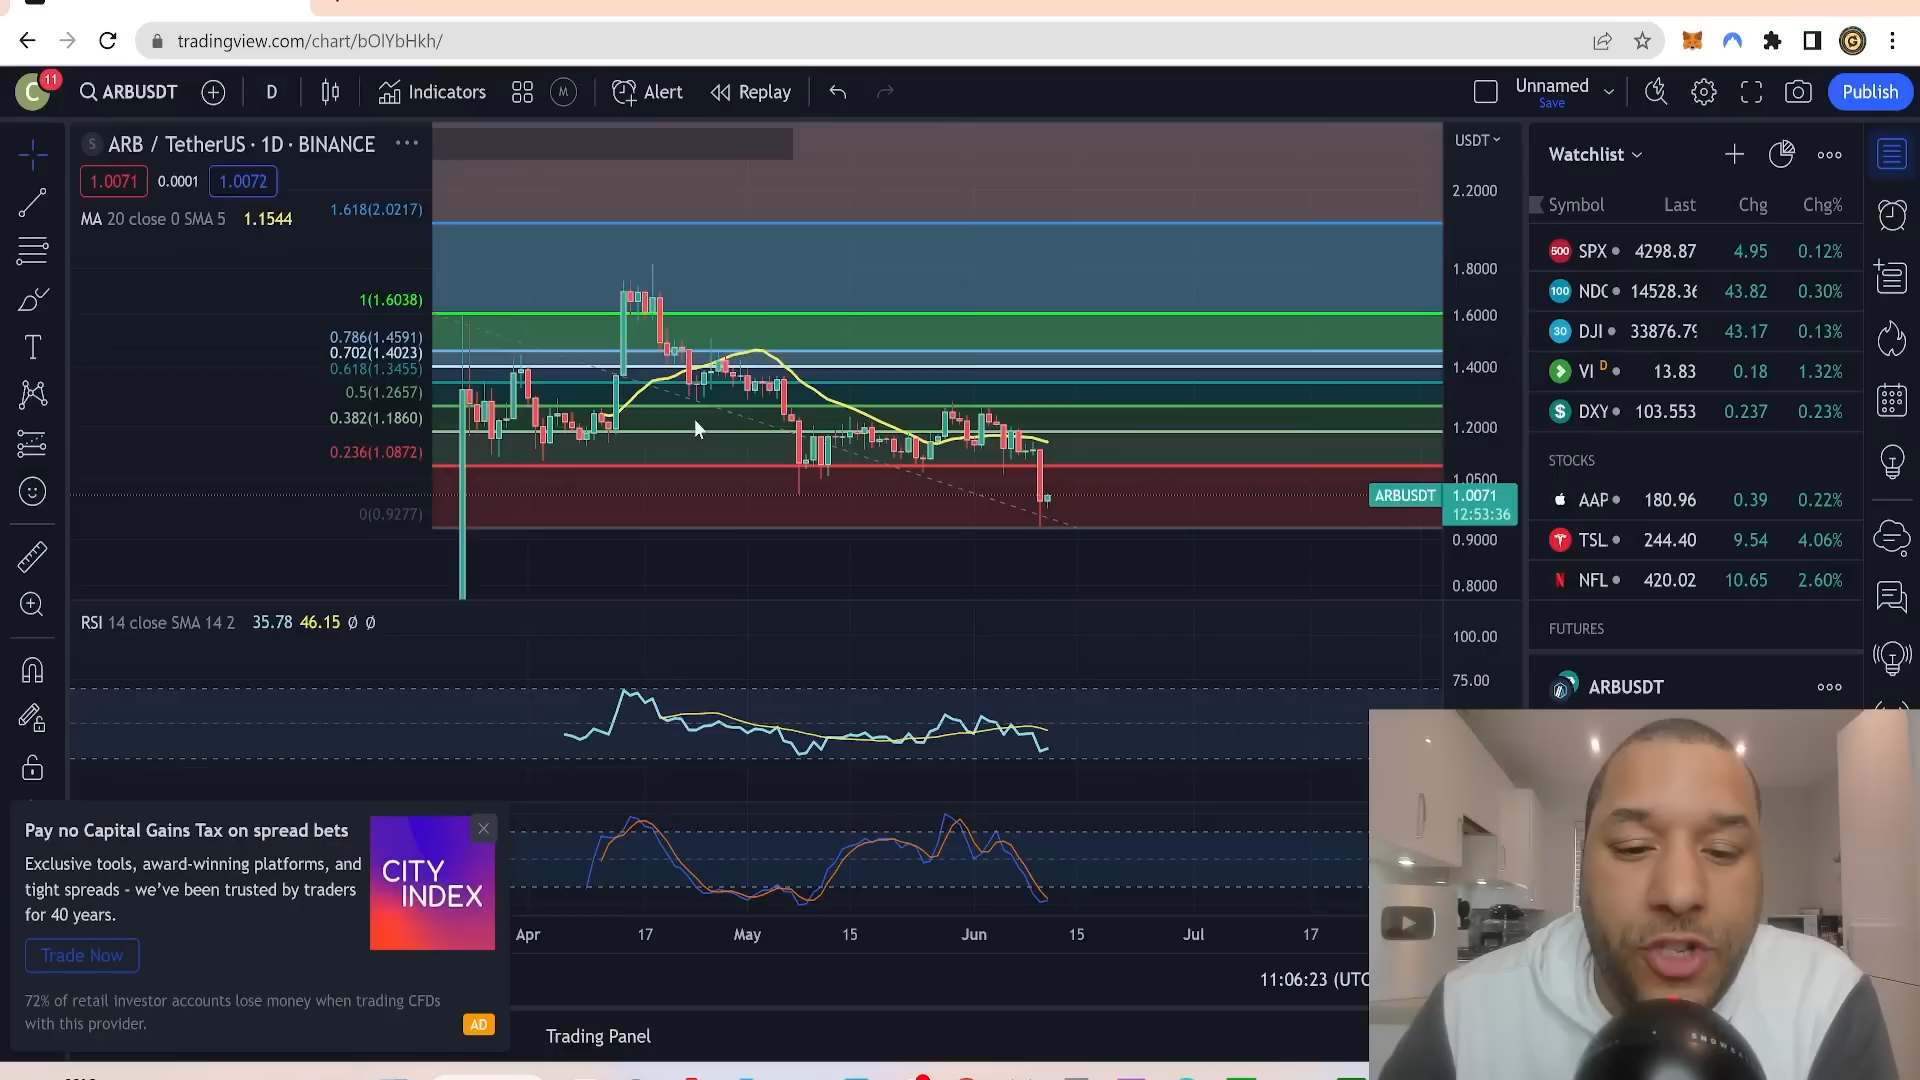 tradingview.com/chart/bOlYbHkh/
C 11 ARBUSDT D Indicators M Alert Replay Unnamed Save Publish
S ARB / TetherUS · 1D · BINANCE
1.0071 0.0001 1.0072
MA 20 close 0 SMA 5 1.1544
1.618(2.0217)
1(1.6038)
0.786(1.4591)
0.702(1.4023)
0.618(1.3455)
0.5(1.2657)
0.382(1.1860)
0.236(1.0872)
0(0.9277)
USDT
2.2000
1.8000
1.6000
1.4000
1.2000
1.0500
ARBUSDT 1.0071
12:53:36
0.9000
0.8000
RSI 14 close SMA 14 2 35.78 46.15 Ø Ø
100.00
75.00
Apr 17 May 15 Jun 15 Jul 17
11:06:23 (UTC
Trading Panel
Watchlist
Symbol Last Chg Chg%
500 SPX 4298.87 4.95 0.12%
100 NDC 14528.36 43.82 0.30%
30 DJI 33876.79 43.17 0.13%
VI D 13.83 0.18 1.32%
$ DXY 103.553 0.237 0.23%
STOCKS
AAP 180.96 0.39 0.22%
TSL 244.40 9.54 4.06%
N NFL 420.02 10.65 2.60%
FUTURES
ARBUSDT
Pay no Capital Gains Tax on spread bets
Exclusive tools, award-winning platforms, and
tight spreads - we've been trusted by traders
for 40 years.
CITY
INDEX
Trade Now
72% of retail investor accounts lose money when trading CFDs
with this provider.
AD